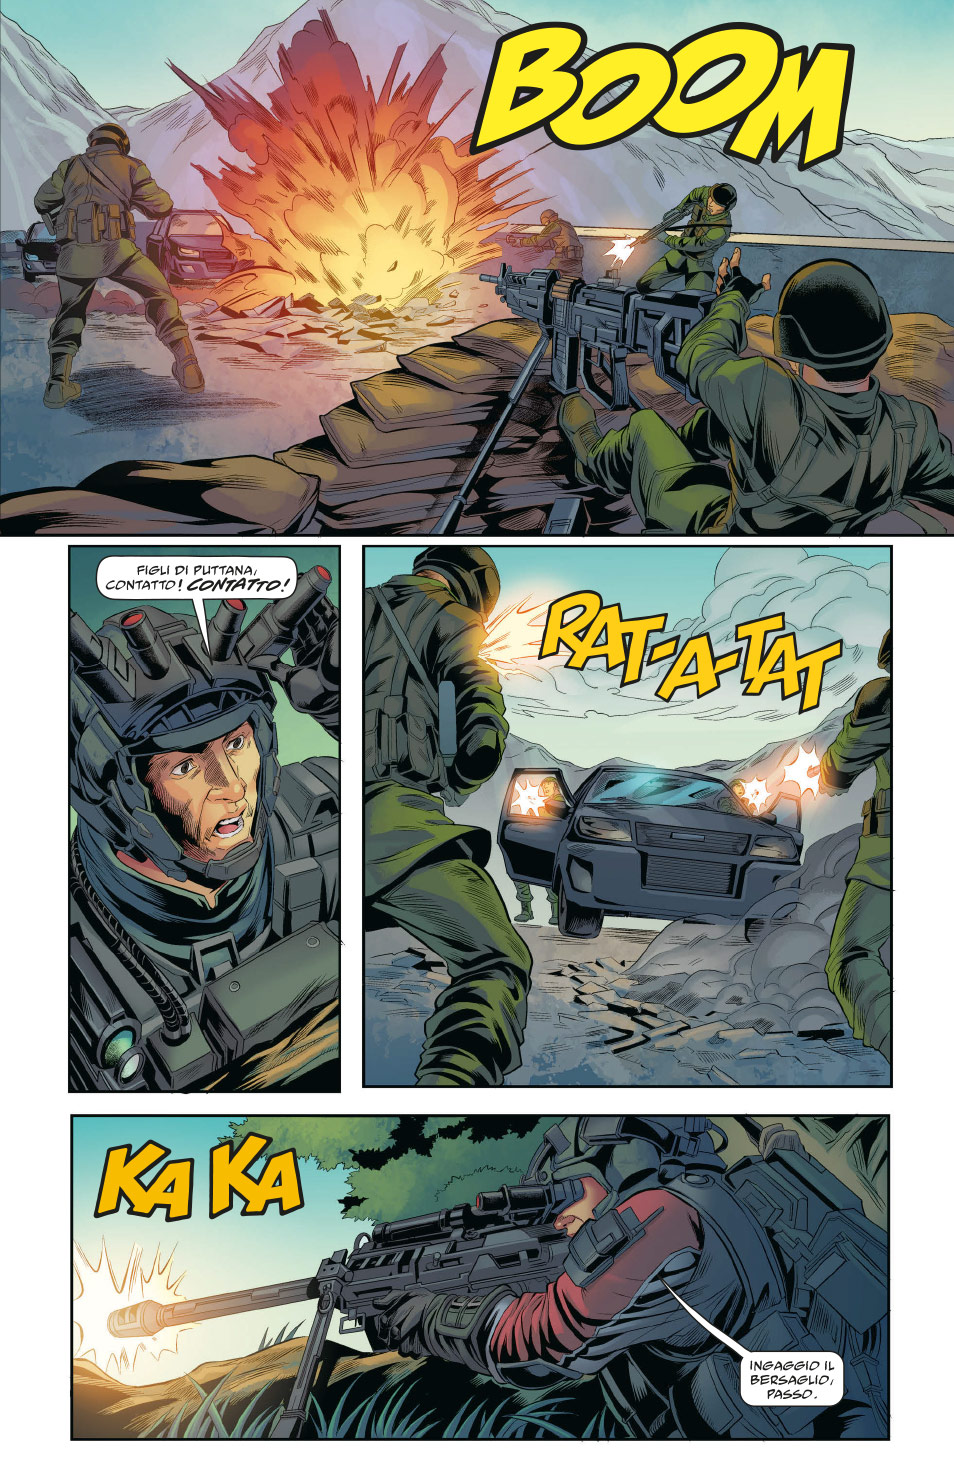 BOOM
FIGLI DI PUTTANA,
CONTATTO! CONTATTO!
RAT-A-TAT
KA KA
INGAGGIO IL
BERSAGLIO,
PASSO.